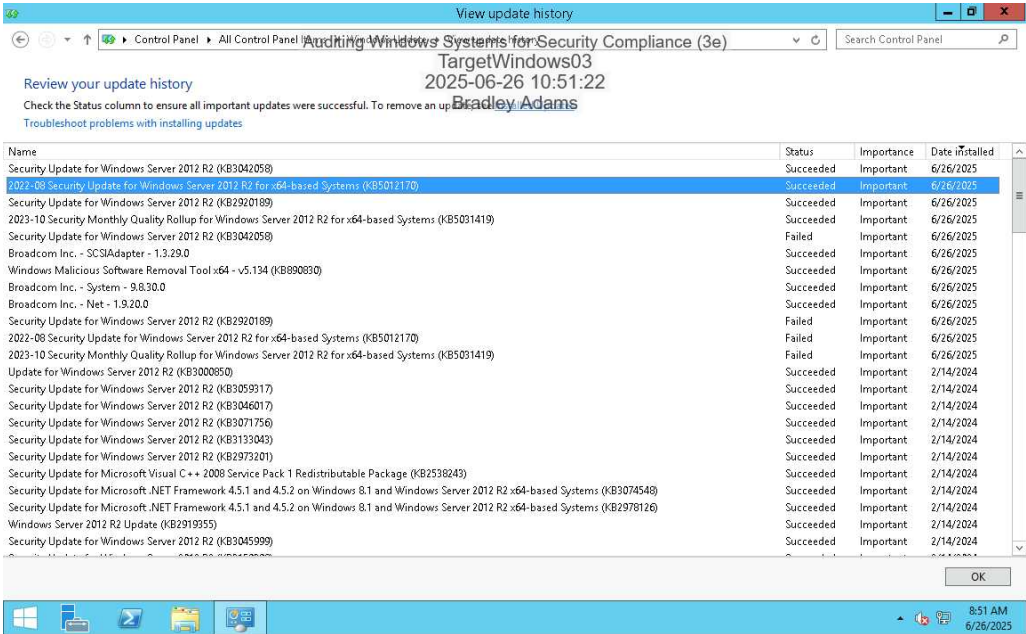 View update history
Control Panel ▸ All Control Panel
Search Control Panel
Auditing Windows Systems for Security Compliance (3e)
TargetWindows03
2025-06-26 10:51:22
Bradley Adams
Review your update history
Check the Status column to ensure all important updates were successful. To remove an
Troubleshoot problems with installing updates
Name Status Importance Date installed
Security Update for Windows Server 2012 R2 (KB3042058) Succeeded Important 6/26/2025
2022-08 Security Update for Windows Server 2012 R2 for x64-based Systems (KB5012170) Succeeded Important 6/26/2025
Security Update for Windows Server 2012 R2 (KB2920189) Succeeded Important 6/26/2025
2023-10 Security Monthly Quality Rollup for Windows Server 2012 R2 for x64-based Systems (KB5031419) Succeeded Important 6/26/2025
Security Update for Windows Server 2012 R2 (KB3042058) Failed Important 6/26/2025
Broadcom Inc. - SCSIAdapter - 1.3.29.0 Succeeded Important 6/26/2025
Windows Malicious Software Removal Tool x64 - v5.134 (KB890830) Succeeded Important 6/26/2025
Broadcom Inc. - System - 9.8.30.0 Succeeded Important 6/26/2025
Broadcom Inc. - Net - 1.9.20.0 Succeeded Important 6/26/2025
Security Update for Windows Server 2012 R2 (KB2920189) Failed Important 6/26/2025
2022-08 Security Update for Windows Server 2012 R2 for x64-based Systems (KB5012170) Failed Important 6/26/2025
2023-10 Security Monthly Quality Rollup for Windows Server 2012 R2 for x64-based Systems (KB5031419) Failed Important 6/26/2025
Update for Windows Server 2012 R2 (KB3000850) Succeeded Important 2/14/2024
Security Update for Windows Server 2012 R2 (KB3059317) Succeeded Important 2/14/2024
Security Update for Windows Server 2012 R2 (KB3046017) Succeeded Important 2/14/2024
Security Update for Windows Server 2012 R2 (KB3071756) Succeeded Important 2/14/2024
Security Update for Windows Server 2012 R2 (KB3133043) Succeeded Important 2/14/2024
Security Update for Windows Server 2012 R2 (KB2973201) Succeeded Important 2/14/2024
Security Update for Microsoft Visual C++ 2008 Service Pack 1 Redistributable Package (KB2538243) Succeeded Important 2/14/2024
Security Update for Microsoft .NET Framework 4.5.1 and 4.5.2 on Windows 8.1 and Windows Server 2012 R2 x64-based Systems (KB3074548) Succeeded Important 2/14/2024
Security Update for Microsoft .NET Framework 4.5.1 and 4.5.2 on Windows 8.1 and Windows Server 2012 R2 x64-based Systems (KB2978126) Succeeded Important 2/14/2024
Windows Server 2012 R2 Update (KB2919355) Succeeded Important 2/14/2024
Security Update for Windows Server 2012 R2 (KB3045999) Succeeded Important 2/14/2024
OK
8:51 AM
6/26/2025